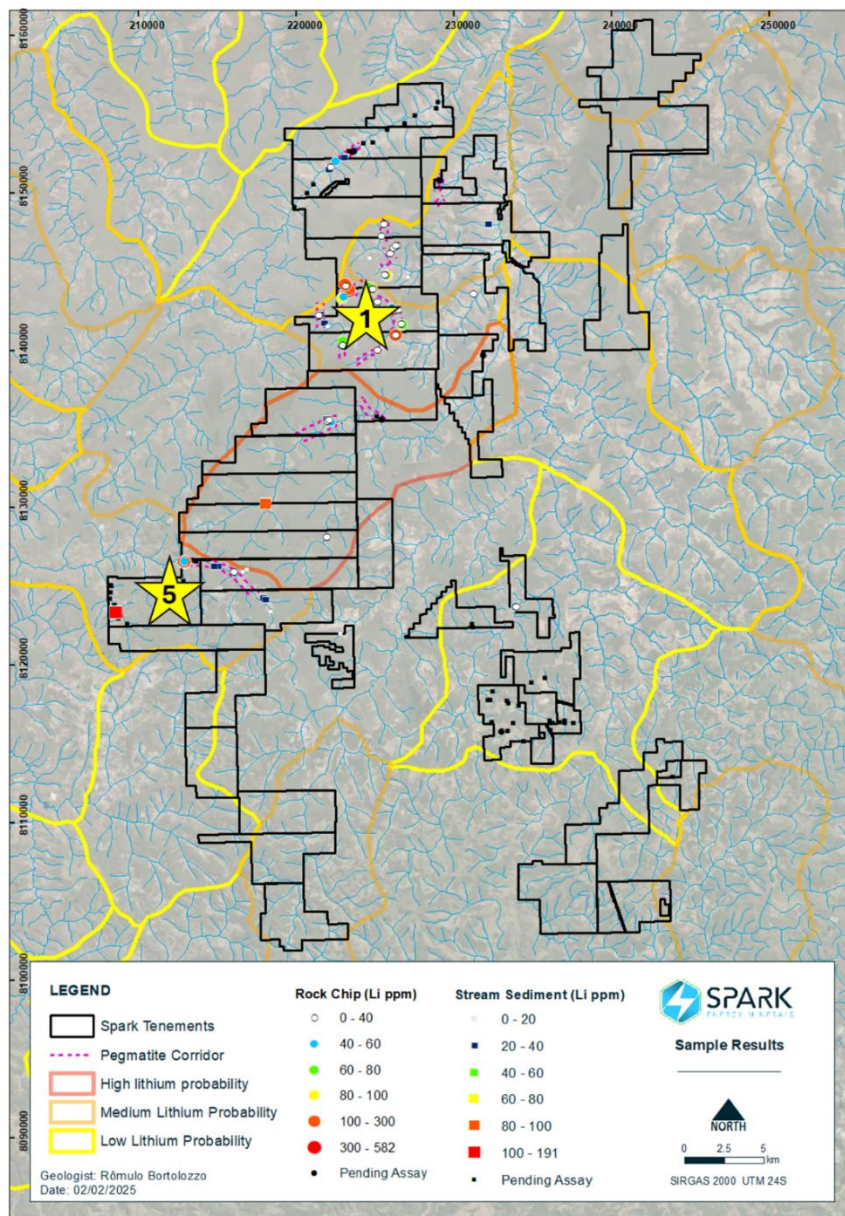 210000 220000 230000 240000 250000
8160000
8150000
8140000
8130000
8120000
8110000
8100000
8090000
1
5
LEGEND
Spark Tenements
Pegmatite Corridor
High lithium probability
Medium Lithium Probability
Low Lithium Probability
Geologist: Rômulo Bortolozzo
Date: 02/02/2025
Rock Chip (Li ppm)
0 - 40
40 - 60
60 - 80
80 - 100
100 - 300
300 - 582
Pending Assay
Stream Sediment (Li ppm)
0 - 20
20 - 40
40 - 60
60 - 80
80 - 100
100 - 191
Pending Assay
SPARK
ENERGY MINERALS
Sample Results
NORTH
0 2.5 5
km
SIRGAS 2000 UTM 24S